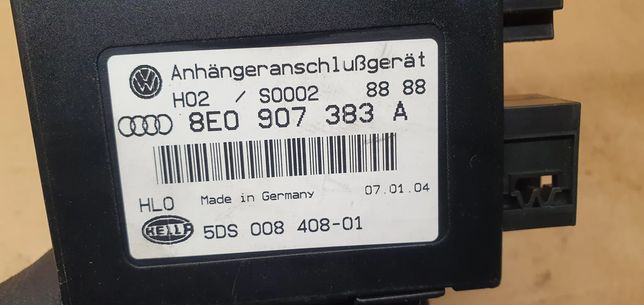 Anhängeranschlußgerät
H02 / S0002 88 88
8E0 907 383 A
HLO Made in Germany 07.01.04
HELLA 5DS 008 408-01